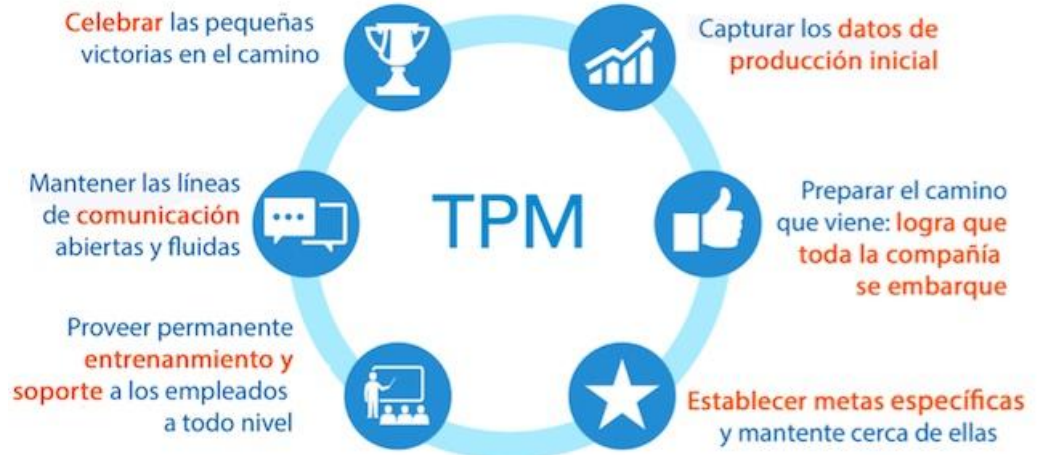 Celebrar las pequeñas
victorias en el camino
Capturar los datos de
producción inicial
Mantener las líneas
de comunicación
abiertas y fluidas
TPM
Preparar el camino
que viene: logra que
toda la compañía
se embarque
Proveer permanente
entrenanmiento y
soporte a los empleados
a todo nivel
Establecer metas específicas
y mantente cerca de ellas